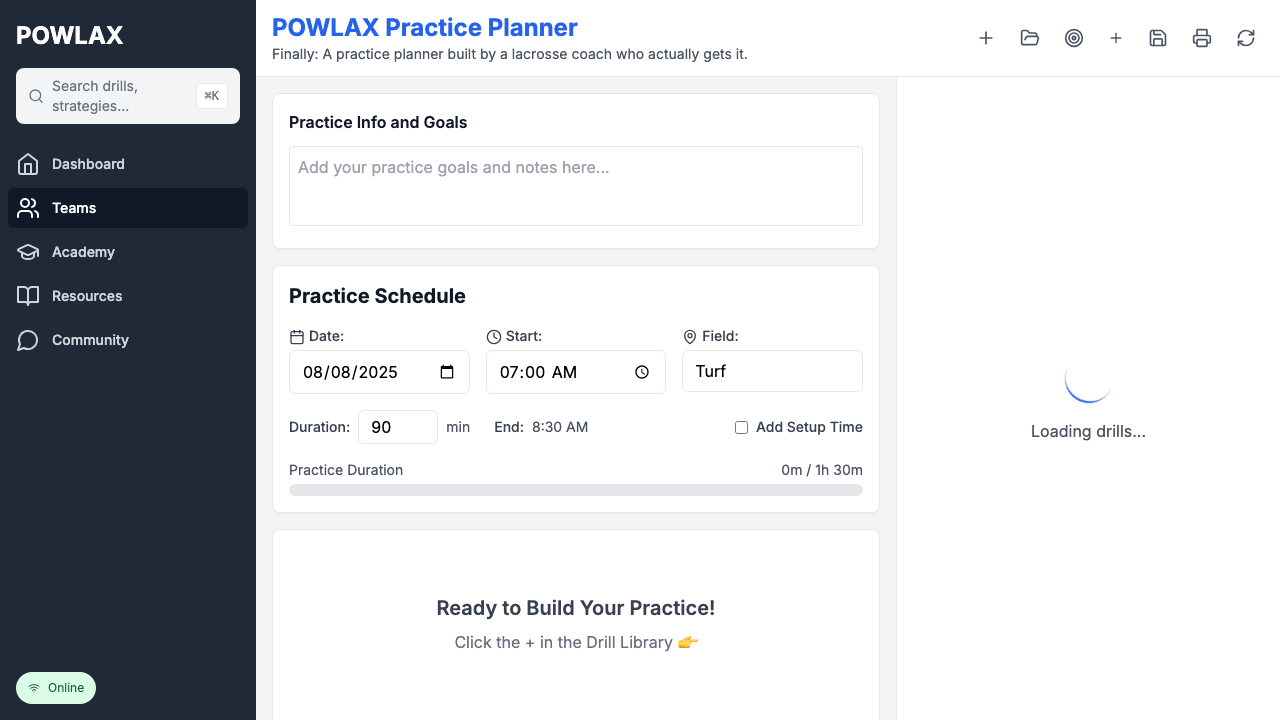 POWLAX
Search drills,
strategies...
⌘K
Dashboard
Teams
Academy
Resources
Community
Online
POWLAX Practice Planner
Finally: A practice planner built by a lacrosse coach who actually gets it.
Practice Info and Goals
Add your practice goals and notes here...
Practice Schedule
Date: Start: Field:
08/08/2025 07:00 AM Turf
Duration: 90 min End: 8:30 AM Add Setup Time
Practice Duration 0m / 1h 30m
Ready to Build Your Practice!
Click the + in the Drill Library 👉
Loading drills...